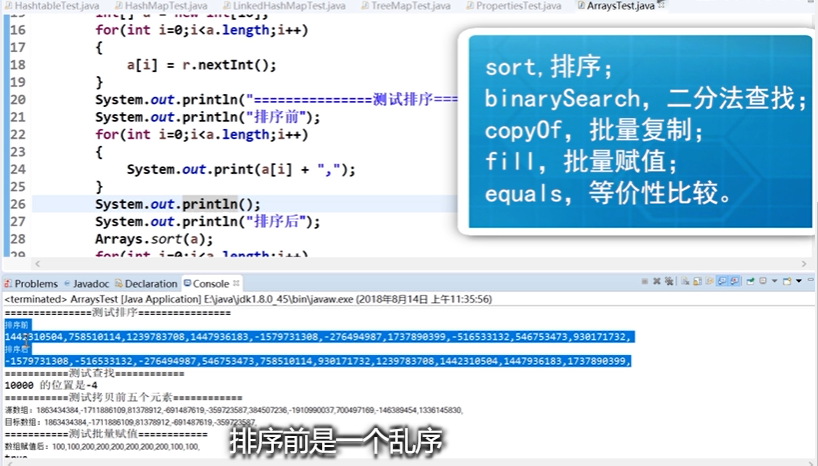 HashtableTest.java HashMapTest.java LinkedHashMapTest.java TreeMapTest.java PropertiesTest.java ArraysTest.java
16 for(int i=0;i<a.length;i++)
17 {
18 a[i] = r.nextInt();
19 }
20 System.out.println("===============测试排序===
21 System.out.println("排序前");
22 for(int i=0;i<a.length;i++)
23 {
24 System.out.print(a[i] + ",");
25 }
26 System.out.println();
27 System.out.println("排序后");
28 Arrays.sort(a);
29 for(int i=0;i<a.length;i++)
sort,排序；
binarySearch，二分法查找；
copyOf，批量复制；
fill，批量赋值；
equals，等价性比较。
Problems Javadoc Declaration Console
<terminated> ArraysTest [Java Application] E:\java\jdk1.8.0_45\bin\javaw.exe (2018年8月14日 上午11:35:56)
===============测试排序================
排序前
1442310504,758510114,1239783708,1447936183,-1579731308,-276494987,1737890399,-516533132,546753473,930171732,
排序后
-1579731308,-516533132,-276494987,546753473,758510114,930171732,1239783708,1442310504,1447936183,1737890399,
===========测试查找============
10000 的位置是-4
===========测试拷贝前五个元素============
源数组：1863434384,-1711886109,81378912,-691487619,-359723587,384507236,-1910990037,700497169,-146389454,1336145830,
目标数组：1863434384,-1711886109,81378912,-691487619,-359723587,
===========测试批量赋值============
数组赋值后：100,100,200,200,200,200,200,200,100,100,
排序前是一个乱序